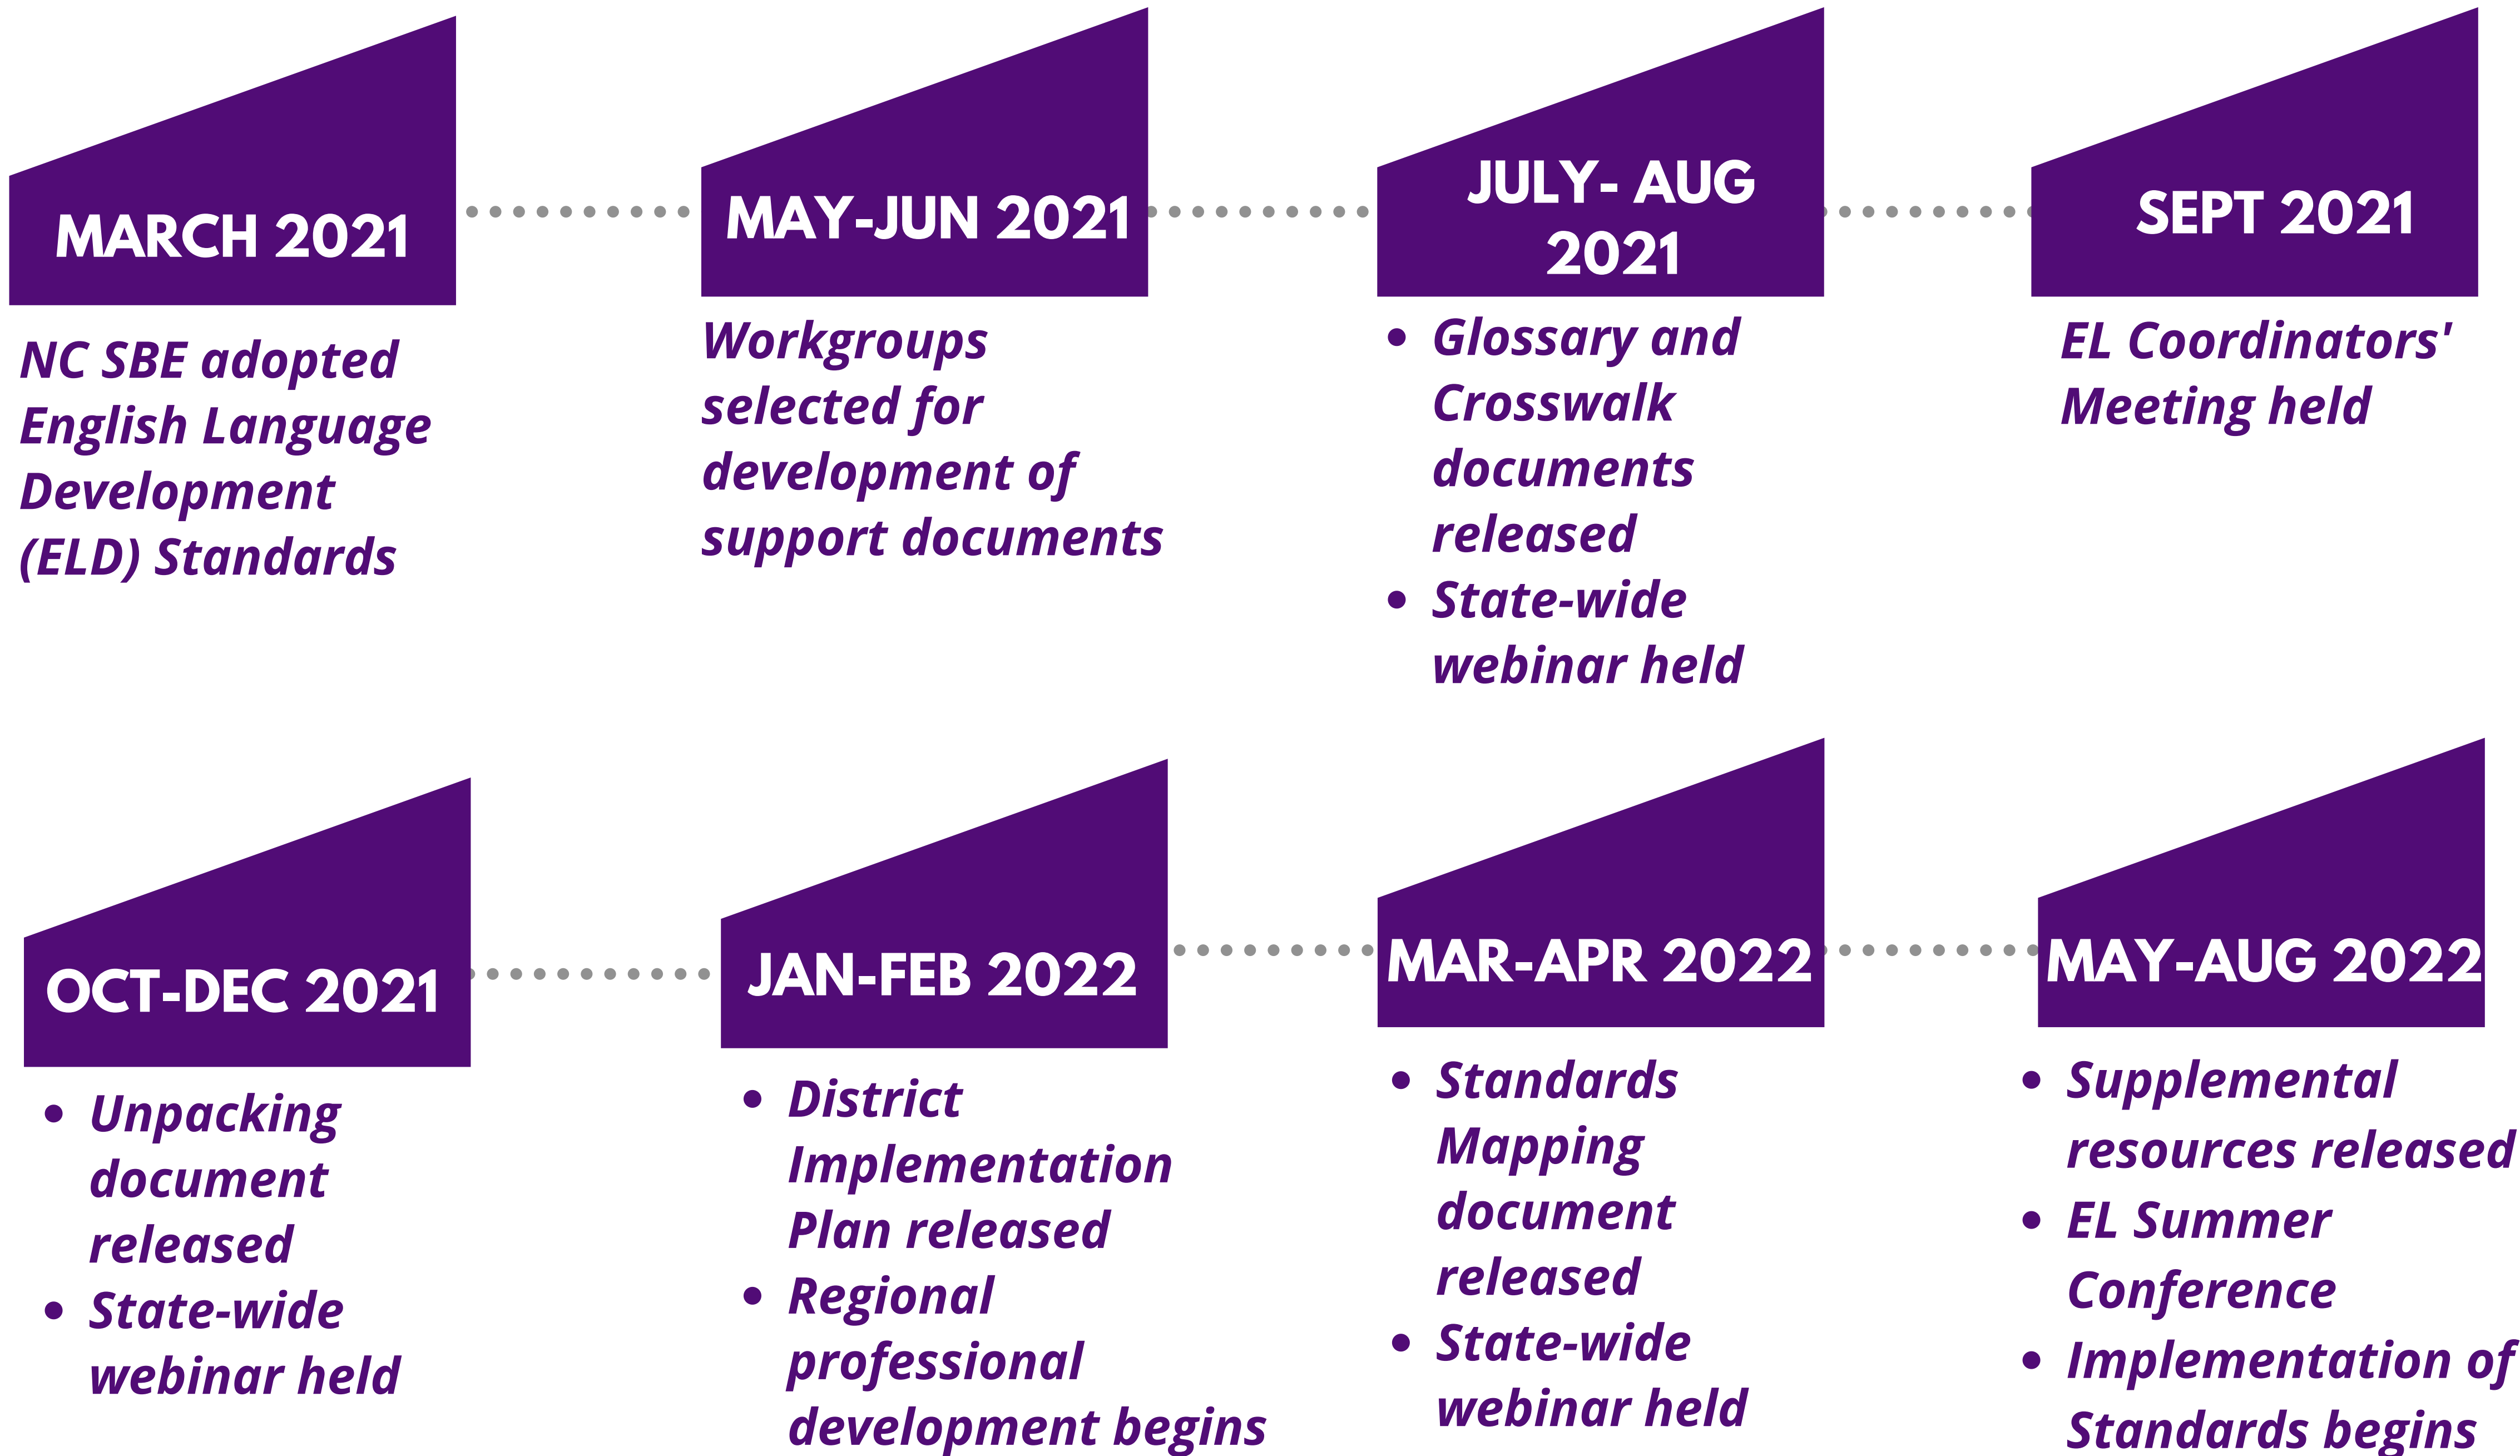 MARCH 2021
NC SBE adopted
English Language
Development
(ELD) Standards
MAY-JUN 2021
Workgroups
selected for
development of
support documents
JULY- AUG
2021
• Glossary and
Crosswalk
documents
released
• State-wide
webinar held
SEPT 2021
EL Coordinators'
Meeting held
OCT-DEC 2021
• Unpacking
document
released
• State-wide
webinar held
JAN-FEB 2022
• District
Implementation
Plan released
• Regional
professional
development begins
MAR-APR 2022
• Standards
Mapping
document
released
• State-wide
webinar held
MAY-AUG 2022
• Supplemental
resources released
• EL Summer
Conference
• Implementation of
Standards begins